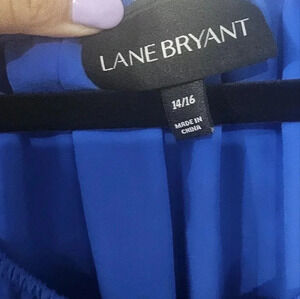 LANE BRYANT
14/16
MADE IN
CHINA